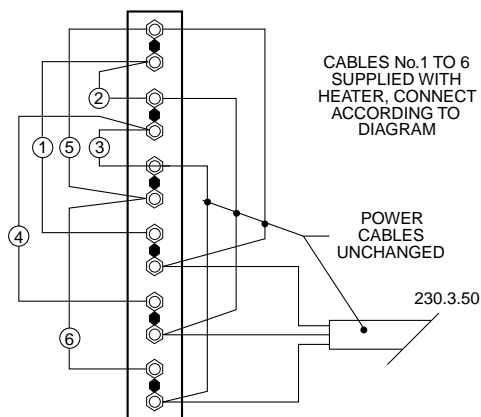 CABLES No.1 TO 6
SUPPLIED WITH
HEATER, CONNECT
ACCORDING TO
DIAGRAM
2
1
5
3
4
6
POWER
CABLES
UNCHANGED
230.3.50